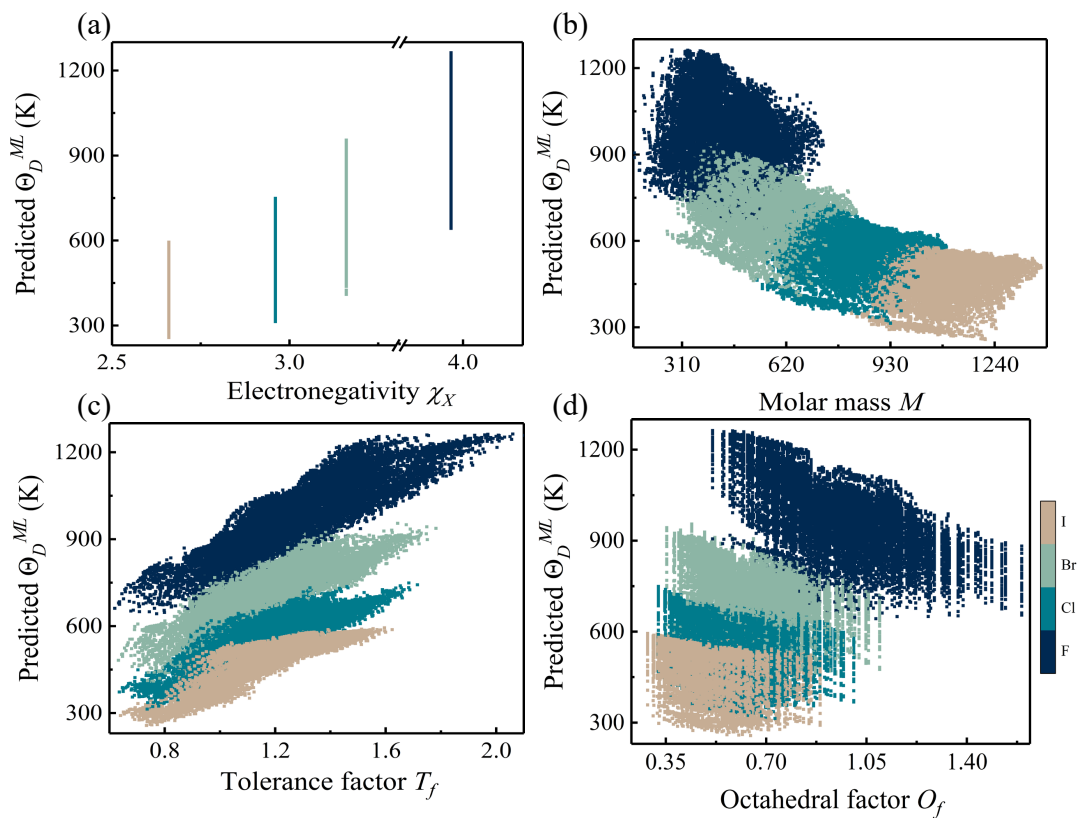 (a)
1200
900
600
300
Predicted Θ_D^ML (K)
2.5 3.0 4.0
Electronegativity χ_X
(b)
1200
900
600
300
Predicted Θ_D^ML (K)
310 620 930 1240
Molar mass M
(c)
1200
900
600
300
Predicted Θ_D^ML (K)
0.8 1.2 1.6 2.0
Tolerance factor T_f
(d)
1200
900
600
300
Predicted Θ_D^ML (K)
0.35 0.70 1.05 1.40
Octahedral factor O_f
I
Br
Cl
F